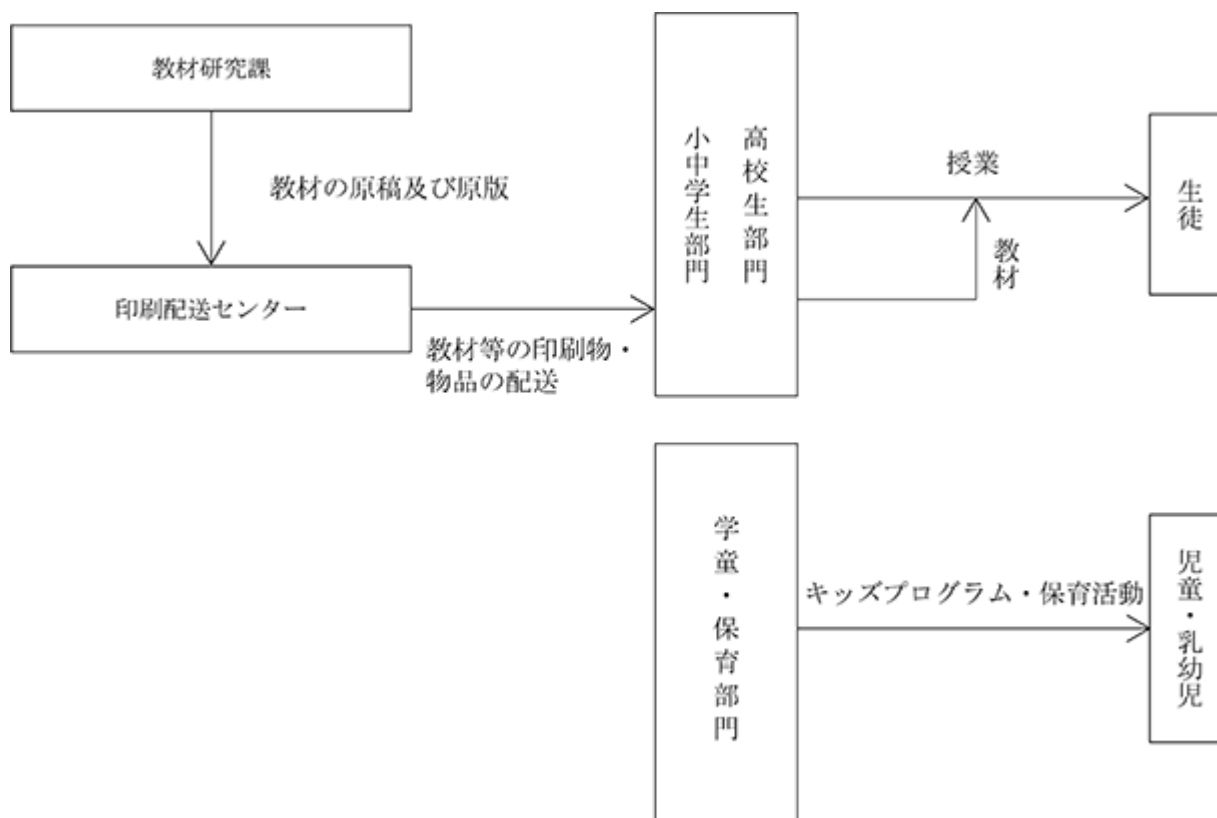 教材研究課
教材の原稿及び原版
印刷配送センター
教材等の印刷物・
物品の配送
高校生部門
小中学生部門
授業
教材
生徒
学童・保育部門
キッズプログラム・保育活動
児童・乳幼児